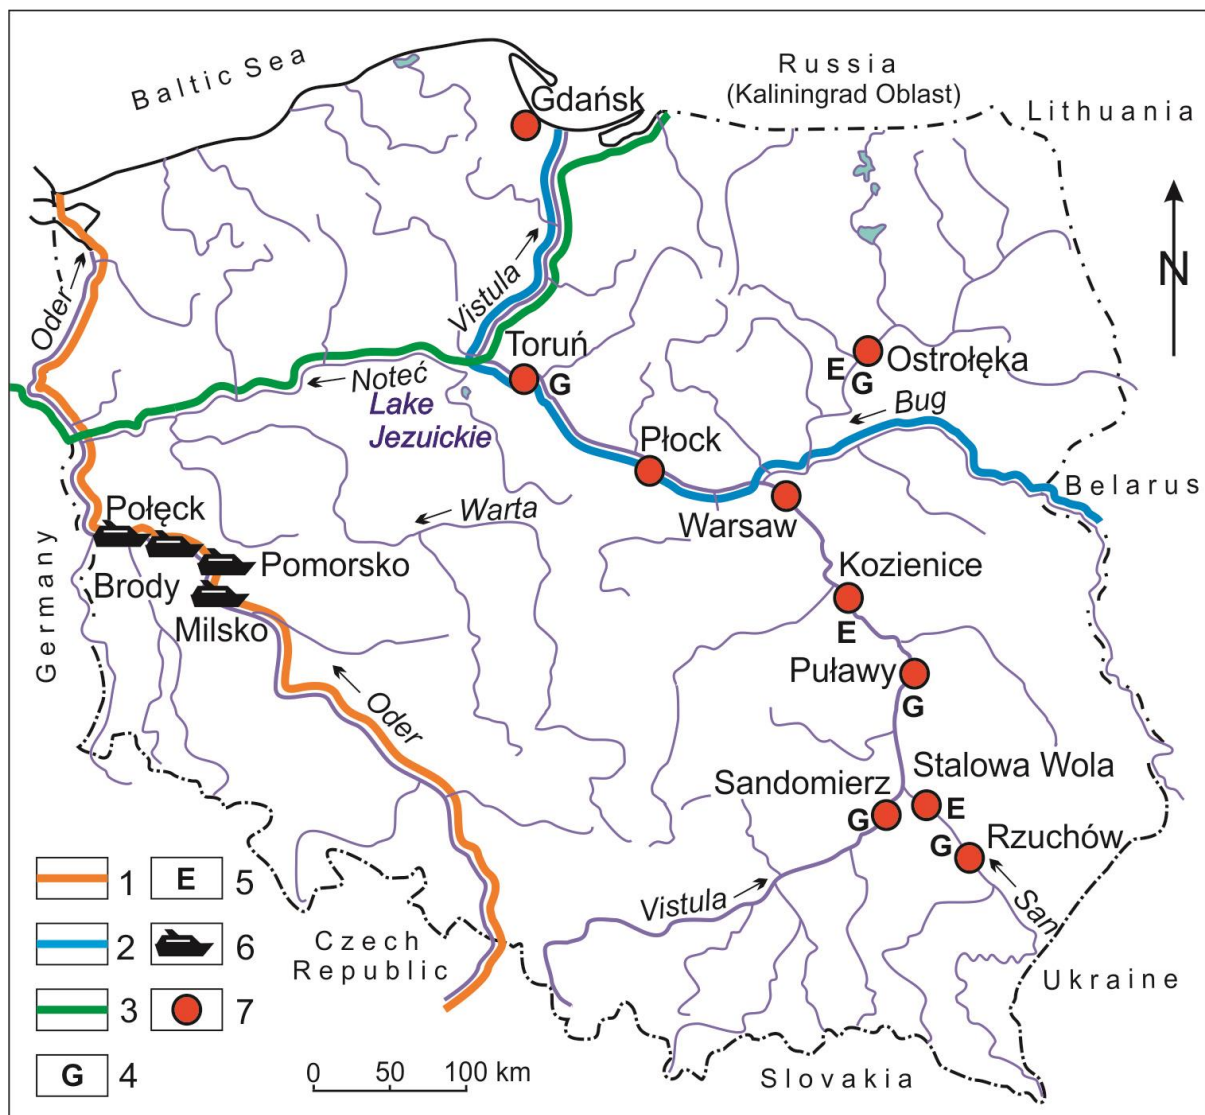 Baltic Sea
Russia
(Kaliningrad Oblast)
Lithuania
Gdańsk
N
Oder
Vistula
Toruń
G
Noteć
Lake
Jezuickie
E
G
Ostrołęka
Bug
Płock
Belarus
Warsaw
Warta
Połęck
Pomorsko
Brody
Milsko
Germany
Kozienice
E
Puławy
G
Oder
Stalowa Wola
Sandomierz
G
E
G
Rzuchów
Vistula
San
Czech
Republic
Ukraine
Slovakia
1
E
5
2
6
3
7
G
4
0
50
100 km